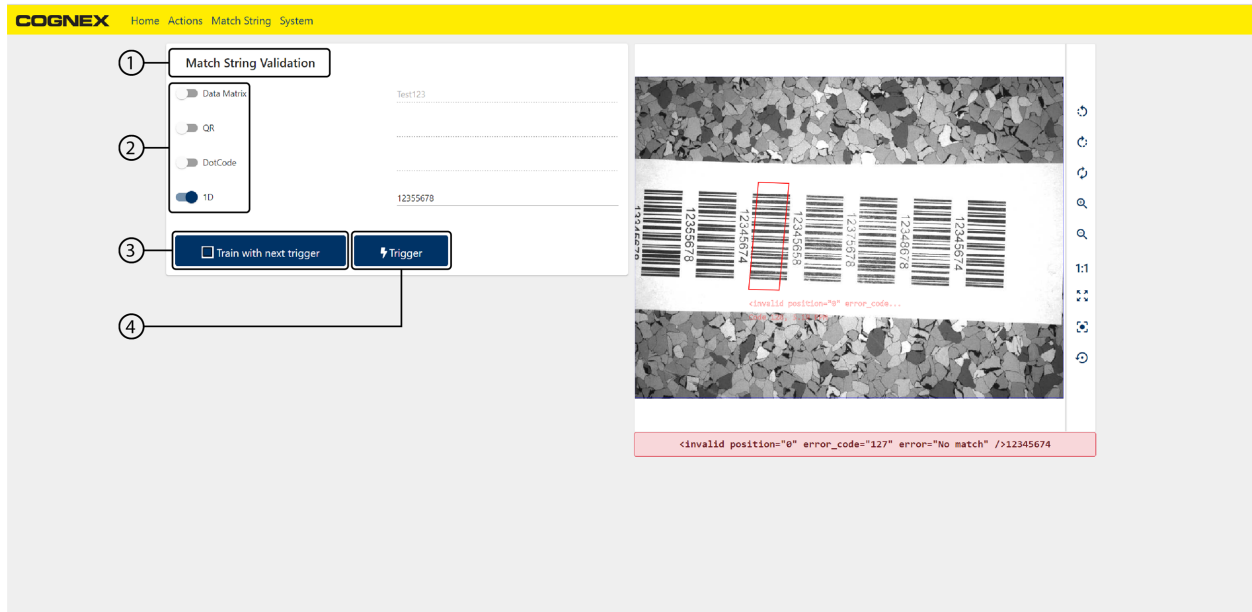 COGNEX Home Actions Match String System
1 Match String Validation
Data Matrix Test123
2 QR
DotCode
1D 12355678
3 Train with next trigger Trigger
4
12355678
12345674
12345658
12375678
12348678
12345674
<invalid position="0" error_code...
1:1
<invalid position="0" error_code="127" error="No match" />12345674